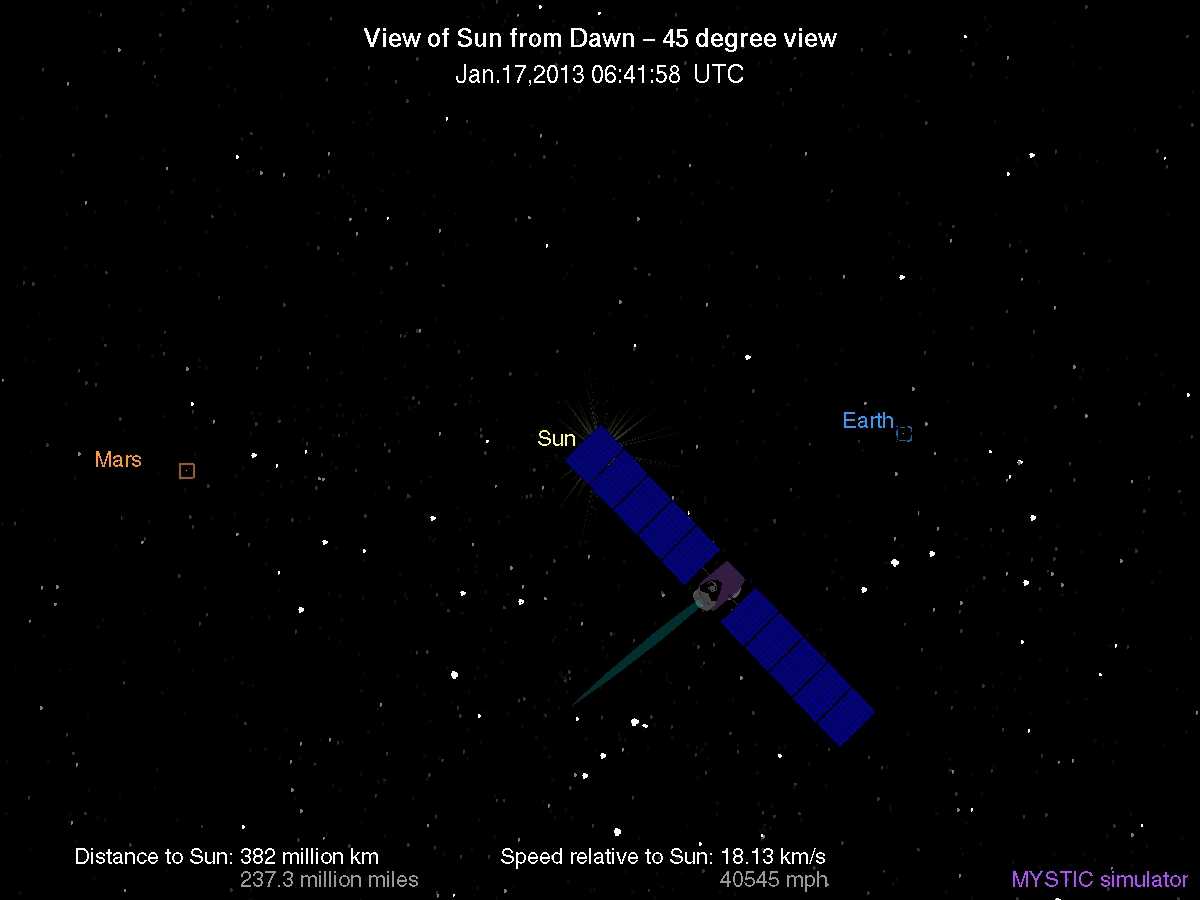 View of Sun from Dawn – 45 degree view
Jan.17,2013 06:41:58 UTC
Earth
Sun
Mars
Distance to Sun: 382 million km
237.3 million miles
Speed relative to Sun: 18.13 km/s
40545 mph
MYSTIC simulator